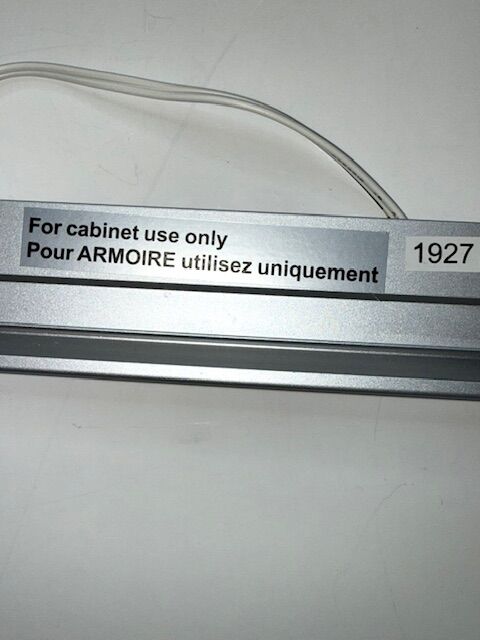 For cabinet use only
Pour ARMOIRE utilisez uniquement
1927